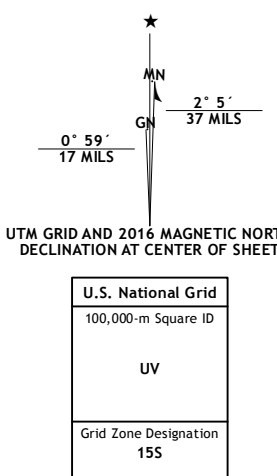 ★
MN
2° 5´
37 MILS
GN
0° 59´
17 MILS
UTM GRID AND 2016 MAGNETIC NORT
DECLINATION AT CENTER OF SHEET
U.S. National Grid
100,000-m Square ID
UV
Grid Zone Designation
15S